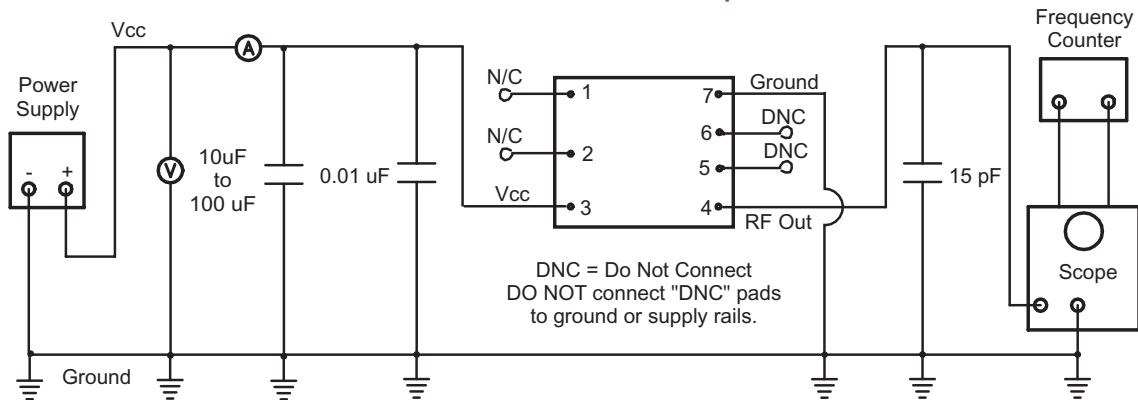 Vcc
A
Power
Supply
-
+
V
10uF
to
100 uF
0.01 uF
N/C
N/C
Vcc
1
2
3
7
6
5
4
Ground
DNC
DNC
RF Out
DNC = Do Not Connect
DO NOT connect "DNC" pads
to ground or supply rails.
15 pF
Frequency
Counter
Scope
Ground